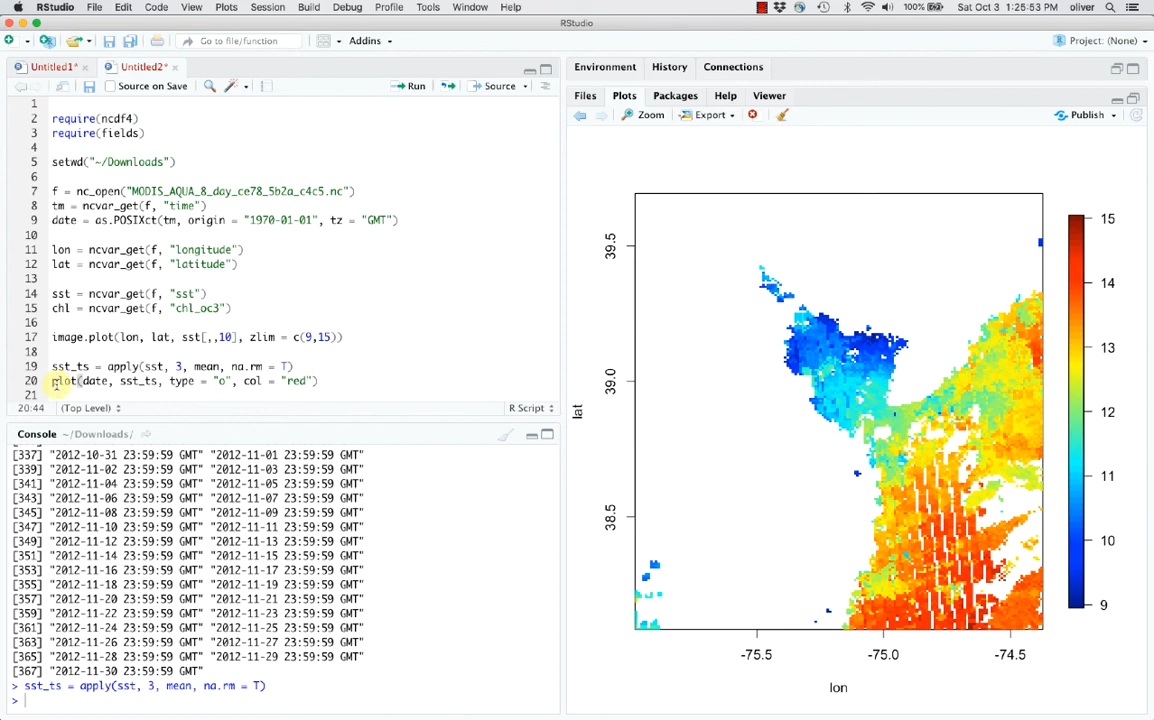 RStudio File Edit Code View Plots Session Build Debug Profile Tools Window Help 100% Sat Oct 3 1:25:53 PM oliver
RStudio
Go to file/function Addins Project: (None)
Untitled1* Untitled2*
Source on Save Run Source
1
2 require(ncdf4)
3 require(fields)
4
5 setwd("~/Downloads")
6
7 f = nc_open("MODIS_AQUA_8_day_ce78_5b2a_c4c5.nc")
8 tm = ncvar_get(f, "time")
9 date = as.POSIXct(tm, origin = "1970-01-01", tz = "GMT")
10
11 lon = ncvar_get(f, "longitude")
12 lat = ncvar_get(f, "latitude")
13
14 sst = ncvar_get(f, "sst")
15 chl = ncvar_get(f, "chl_oc3")
16
17 image.plot(lon, lat, sst[,,10], zlim = c(9,15))
18
19 sst_ts = apply(sst, 3, mean, na.rm = T)
20 plot(date, sst_ts, type = "o", col = "red")
21
20:44 (Top Level) R Script
Console ~/Downloads/
[337] "2012-10-31 23:59:59 GMT" "2012-11-01 23:59:59 GMT"
[339] "2012-11-02 23:59:59 GMT" "2012-11-03 23:59:59 GMT"
[341] "2012-11-04 23:59:59 GMT" "2012-11-05 23:59:59 GMT"
[343] "2012-11-06 23:59:59 GMT" "2012-11-07 23:59:59 GMT"
[345] "2012-11-08 23:59:59 GMT" "2012-11-09 23:59:59 GMT"
[347] "2012-11-10 23:59:59 GMT" "2012-11-11 23:59:59 GMT"
[349] "2012-11-12 23:59:59 GMT" "2012-11-13 23:59:59 GMT"
[351] "2012-11-14 23:59:59 GMT" "2012-11-15 23:59:59 GMT"
[353] "2012-11-16 23:59:59 GMT" "2012-11-17 23:59:59 GMT"
[355] "2012-11-18 23:59:59 GMT" "2012-11-19 23:59:59 GMT"
[357] "2012-11-20 23:59:59 GMT" "2012-11-21 23:59:59 GMT"
[359] "2012-11-22 23:59:59 GMT" "2012-11-23 23:59:59 GMT"
[361] "2012-11-24 23:59:59 GMT" "2012-11-25 23:59:59 GMT"
[363] "2012-11-26 23:59:59 GMT" "2012-11-27 23:59:59 GMT"
[365] "2012-11-28 23:59:59 GMT" "2012-11-29 23:59:59 GMT"
[367] "2012-11-30 23:59:59 GMT"
> sst_ts = apply(sst, 3, mean, na.rm = T)
>
Environment History Connections
Files Plots Packages Help Viewer
Zoom Export Publish
39.5
39.0
38.5
lat
-75.5 -75.0 -74.5
lon
15
14
13
12
11
10
9